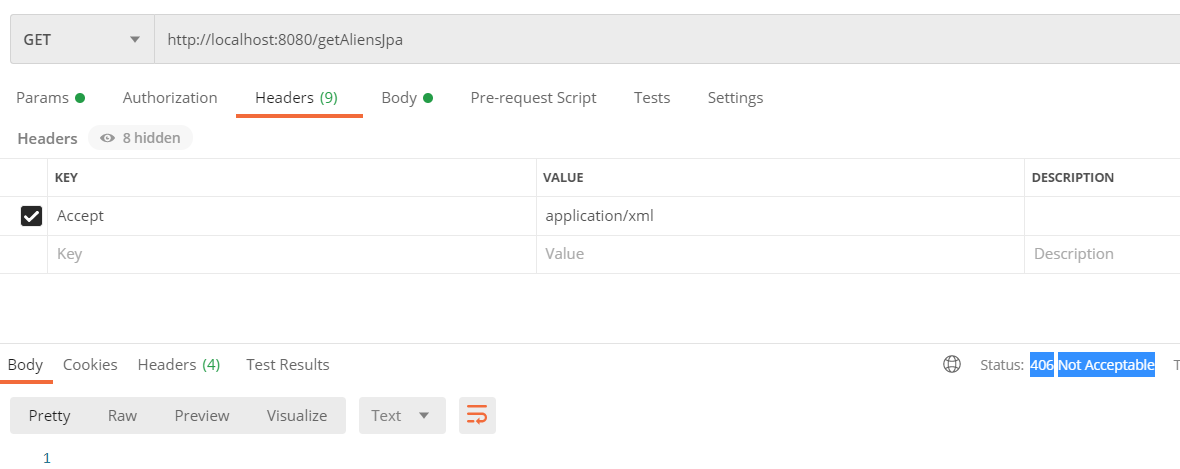 GET http://localhost:8080/getAliensJpa
Params Authorization Headers (9) Body Pre-request Script Tests Settings
Headers 8 hidden
KEY VALUE DESCRIPTION
Accept application/xml
Key Value Description
Body Cookies Headers (4) Test Results Status: 406 Not Acceptable T
Pretty Raw Preview Visualize Text
1